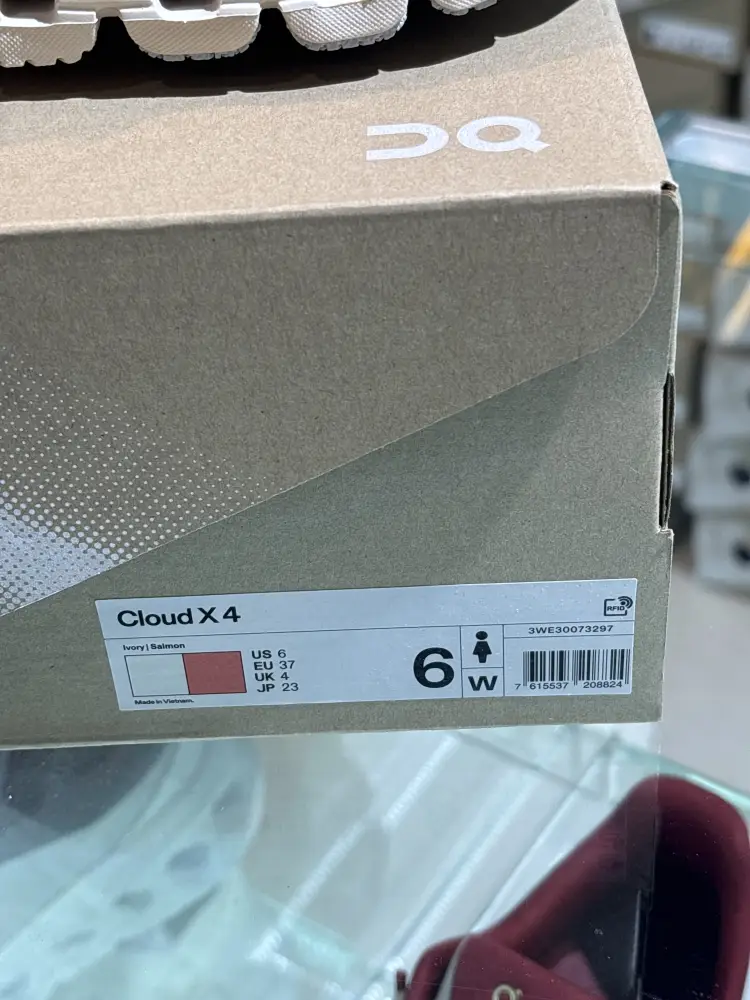 Cloud X 4
RFID
3WE30073297
Ivory | Salmon
US 6
EU 37
UK 4
JP 23
6
W
7 615537 208824
Made in Vietnam.